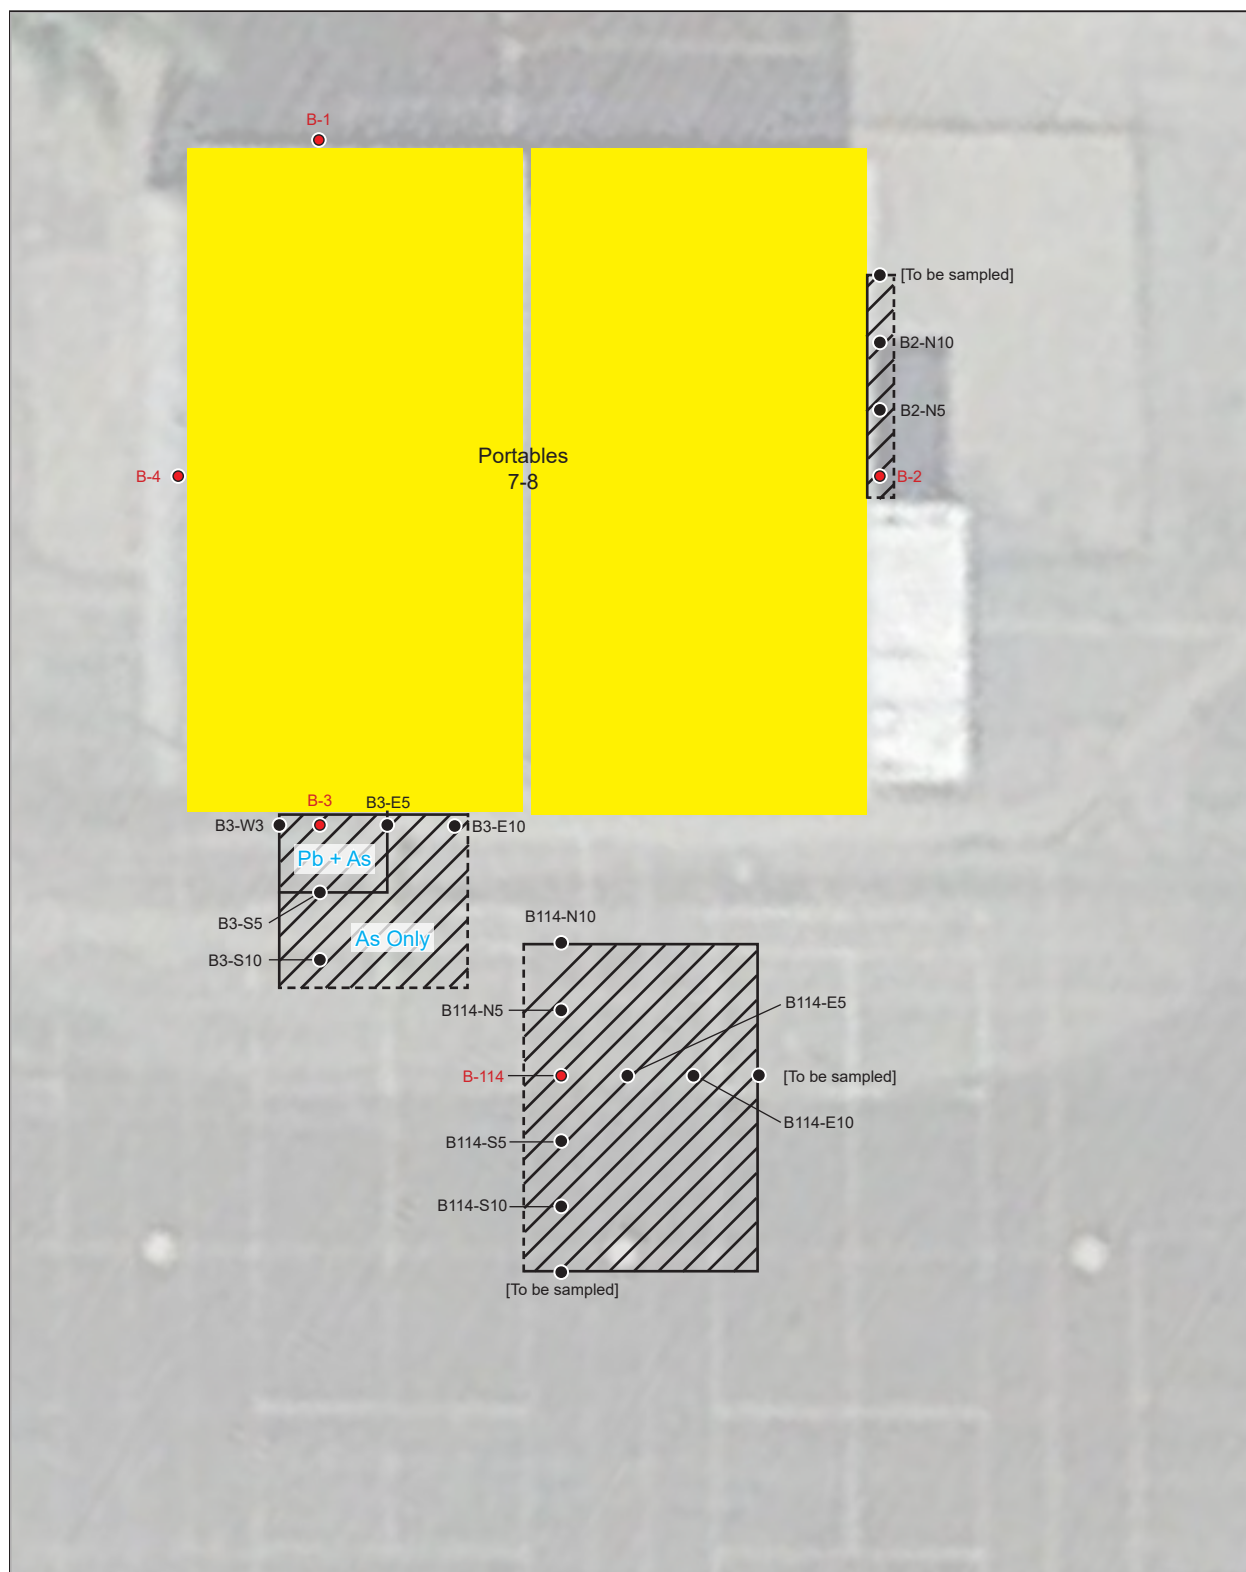 B-1
[To be sampled]
B2-N10
B2-N5
Portables
7-8
B-4
B-2
B-3
B3-E5
B3-W3
B3-E10
Pb + As
B3-S5
As Only
B3-S10
B114-N10
B114-N5
B114-E5
B-114
[To be sampled]
B114-E10
B114-S5
B114-S10
[To be sampled]